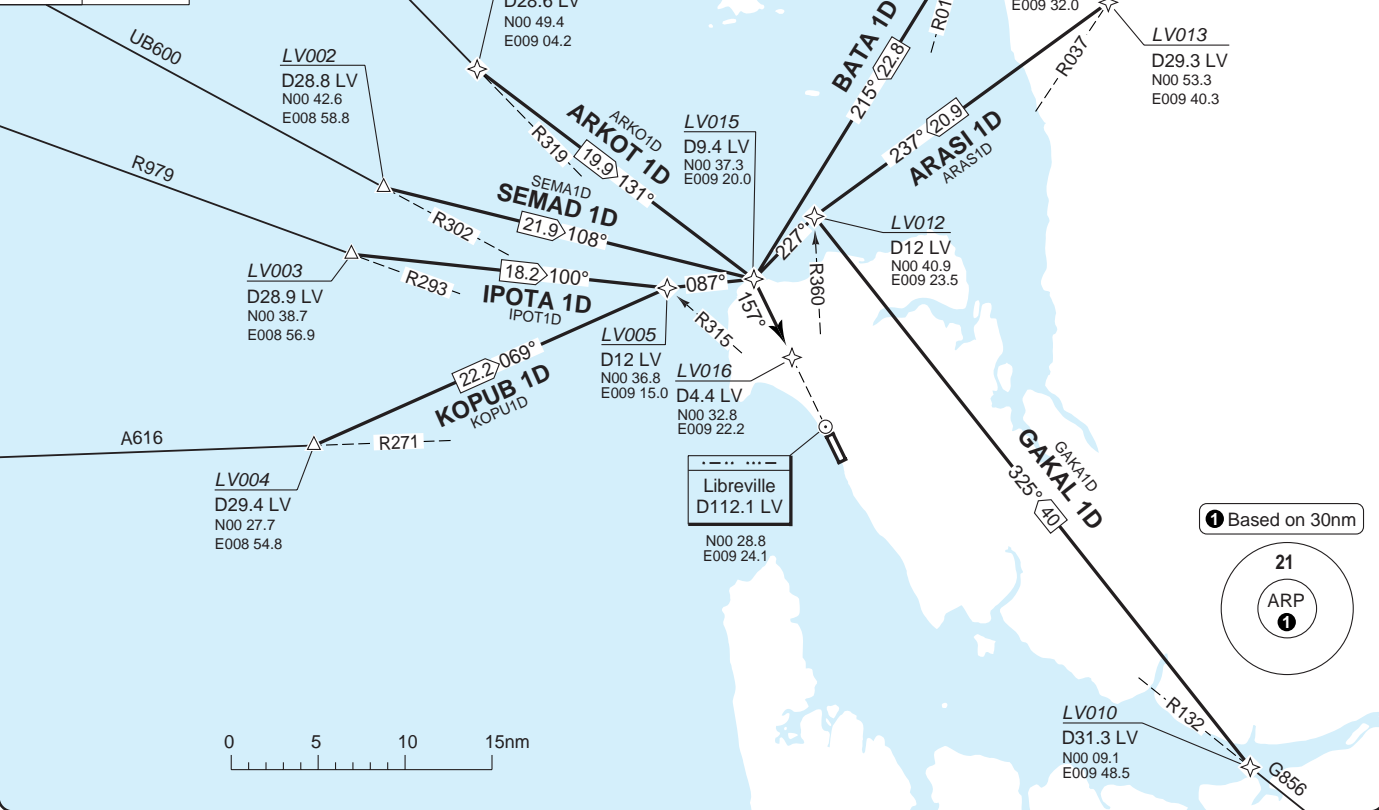 D28.6 LV
N00 49.4
E009 04.2
E009 32.0
UB600
LV002
D28.8 LV
N00 42.6
E008 58.8
R979
R319
ARKO1D
ARKOT 1D
19.9 131°
LV015
D9.4 LV
N00 37.3
E009 20.0
BATA 1D
215° 22.8
R01
R037
LV013
D29.3 LV
N00 53.3
E009 40.3
237° 20.9
ARASI 1D
ARAS1D
SEMA1D
SEMAD 1D
21.9 108°
R302
LV003
D28.9 LV
N00 38.7
E008 56.9
R293
18.2 100°
IPOTA 1D
IPOT1D
087°
227°
157°
R360
R315
LV012
D12 LV
N00 40.9
E009 23.5
LV005
D12 LV
N00 36.8
E009 15.0
LV016
D4.4 LV
N00 32.8
E009 22.2
22.2 069°
KOPUB 1D
KOPU1D
A616
R271
LV004
D29.4 LV
N00 27.7
E008 54.8
Libreville
D112.1 LV
N00 28.8
E009 24.1
GAKA1D
GAKAL 1D
325° 40
1 Based on 30nm
21
ARP
1
R132
LV010
D31.3 LV
N00 09.1
E009 48.5
G856
0 5 10 15nm